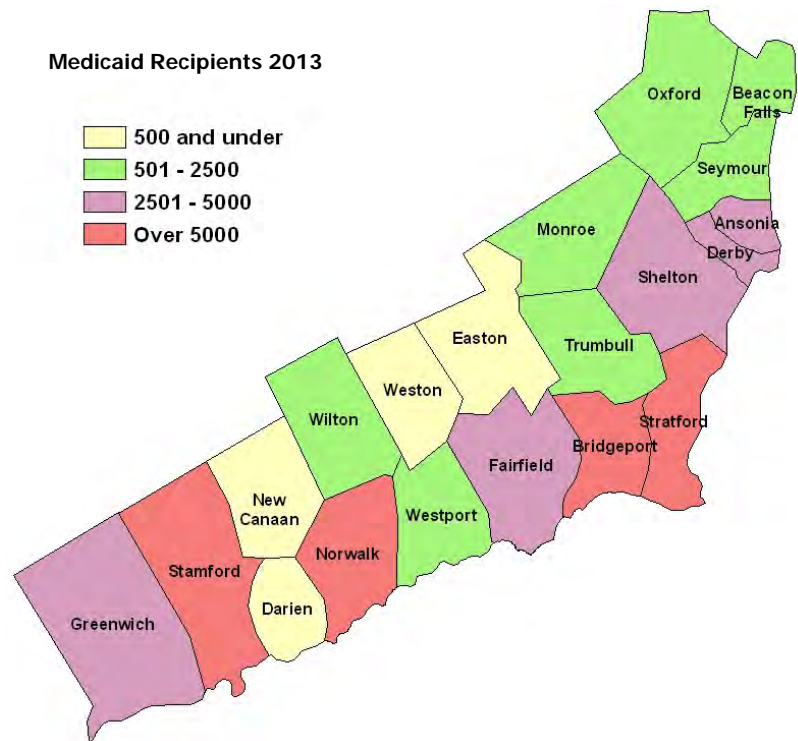 Medicaid Recipients 2013
500 and under
501 - 2500
2501 - 5000
Over 5000
Oxford
Beacon
Falls
Seymour
Ansonia
Derby
Monroe
Shelton
Easton
Trumbull
Weston
Wilton
Stratford
Bridgeport
Fairfield
New
Canaan
Westport
Norwalk
Stamford
Darien
Greenwich